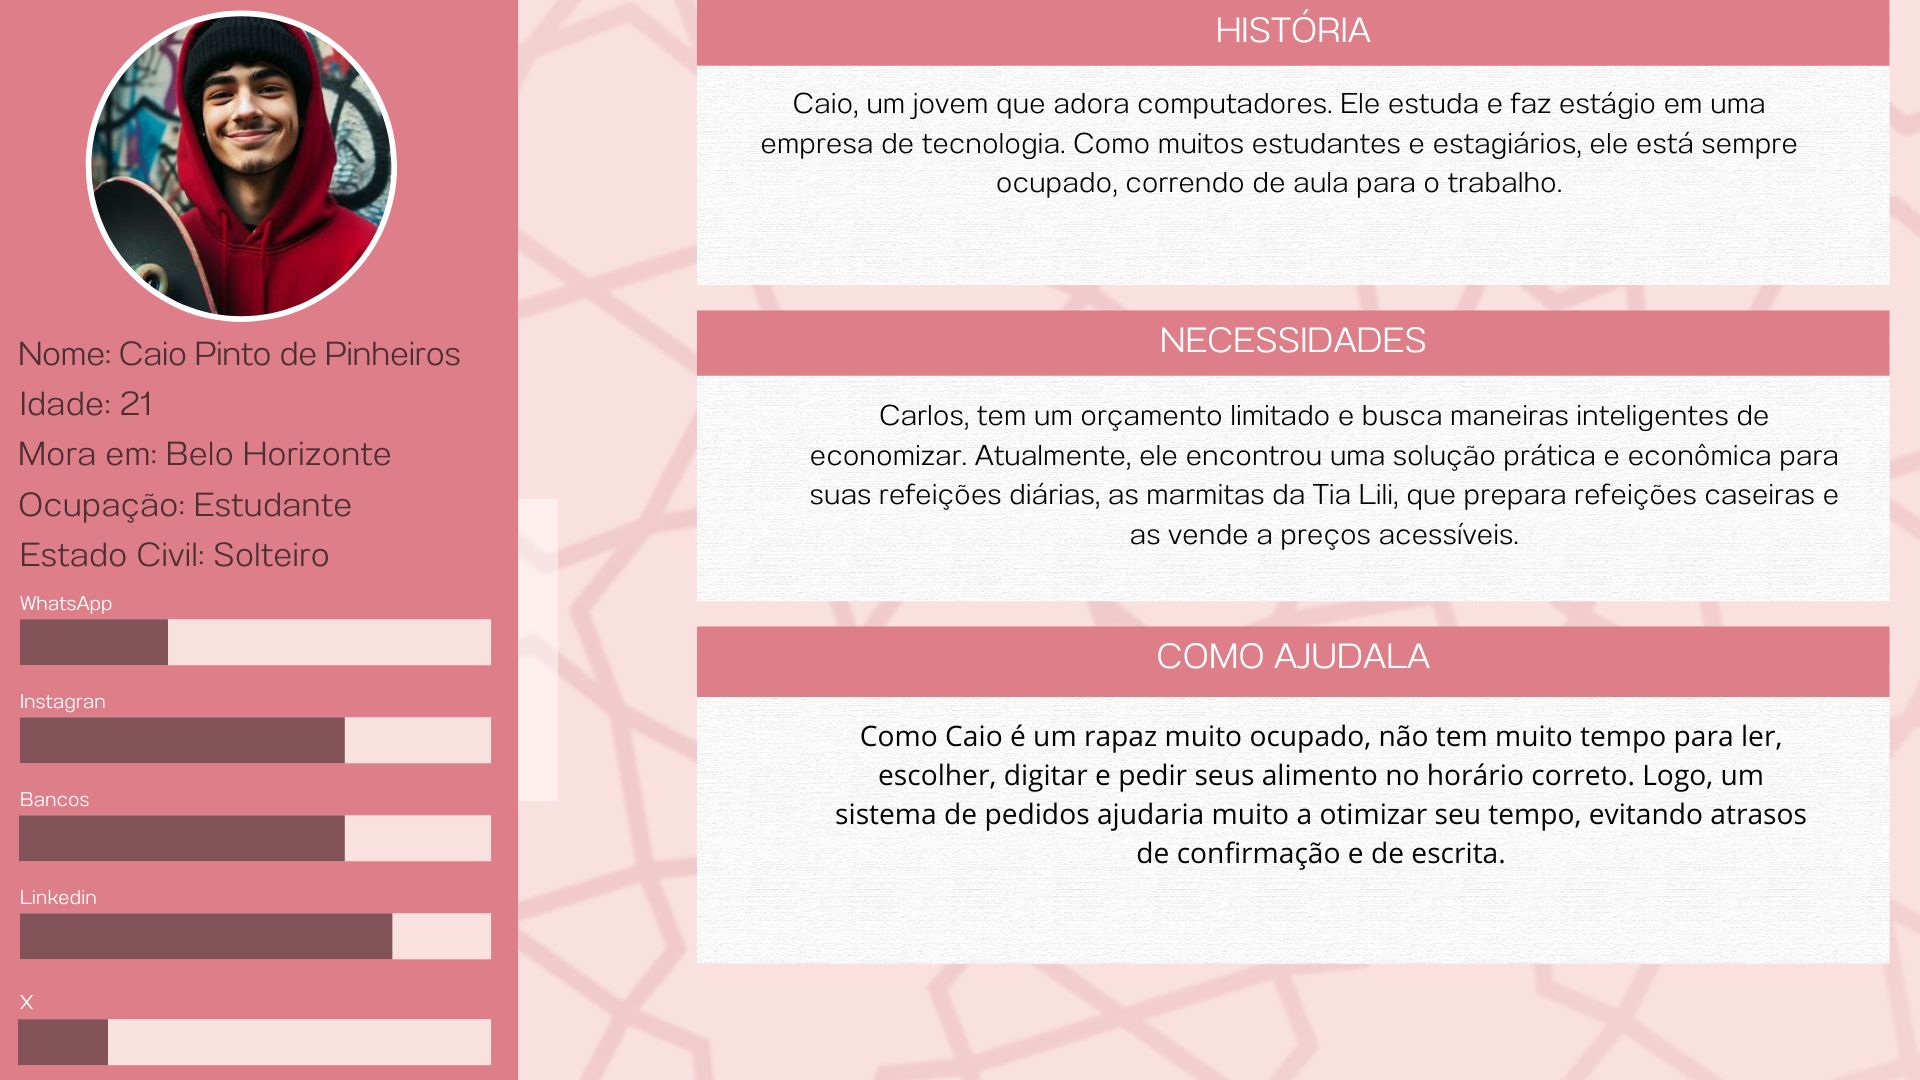 Nome: Caio Pinto de Pinheiros
Idade: 21
Mora em: Belo Horizonte
Ocupação: Estudante
Estado Civil: Solteiro
WhatsApp
Instagran
Bancos
Linkedin
X
HISTÓRIA
Caio, um jovem que adora computadores. Ele estuda e faz estágio em uma
empresa de tecnologia. Como muitos estudantes e estagiários, ele está sempre
ocupado, correndo de aula para o trabalho.
NECESSIDADES
Carlos, tem um orçamento limitado e busca maneiras inteligentes de
economizar. Atualmente, ele encontrou uma solução prática e econômica para
suas refeições diárias, as marmitas da Tia Lili, que prepara refeições caseiras e
as vende a preços acessíveis.
COMO AJUDALA
Como Caio é um rapaz muito ocupado, não tem muito tempo para ler,
escolher, digitar e pedir seus alimento no horário correto. Logo, um
sistema de pedidos ajudaria muito a otimizar seu tempo, evitando atrasos
de confirmação e de escrita.